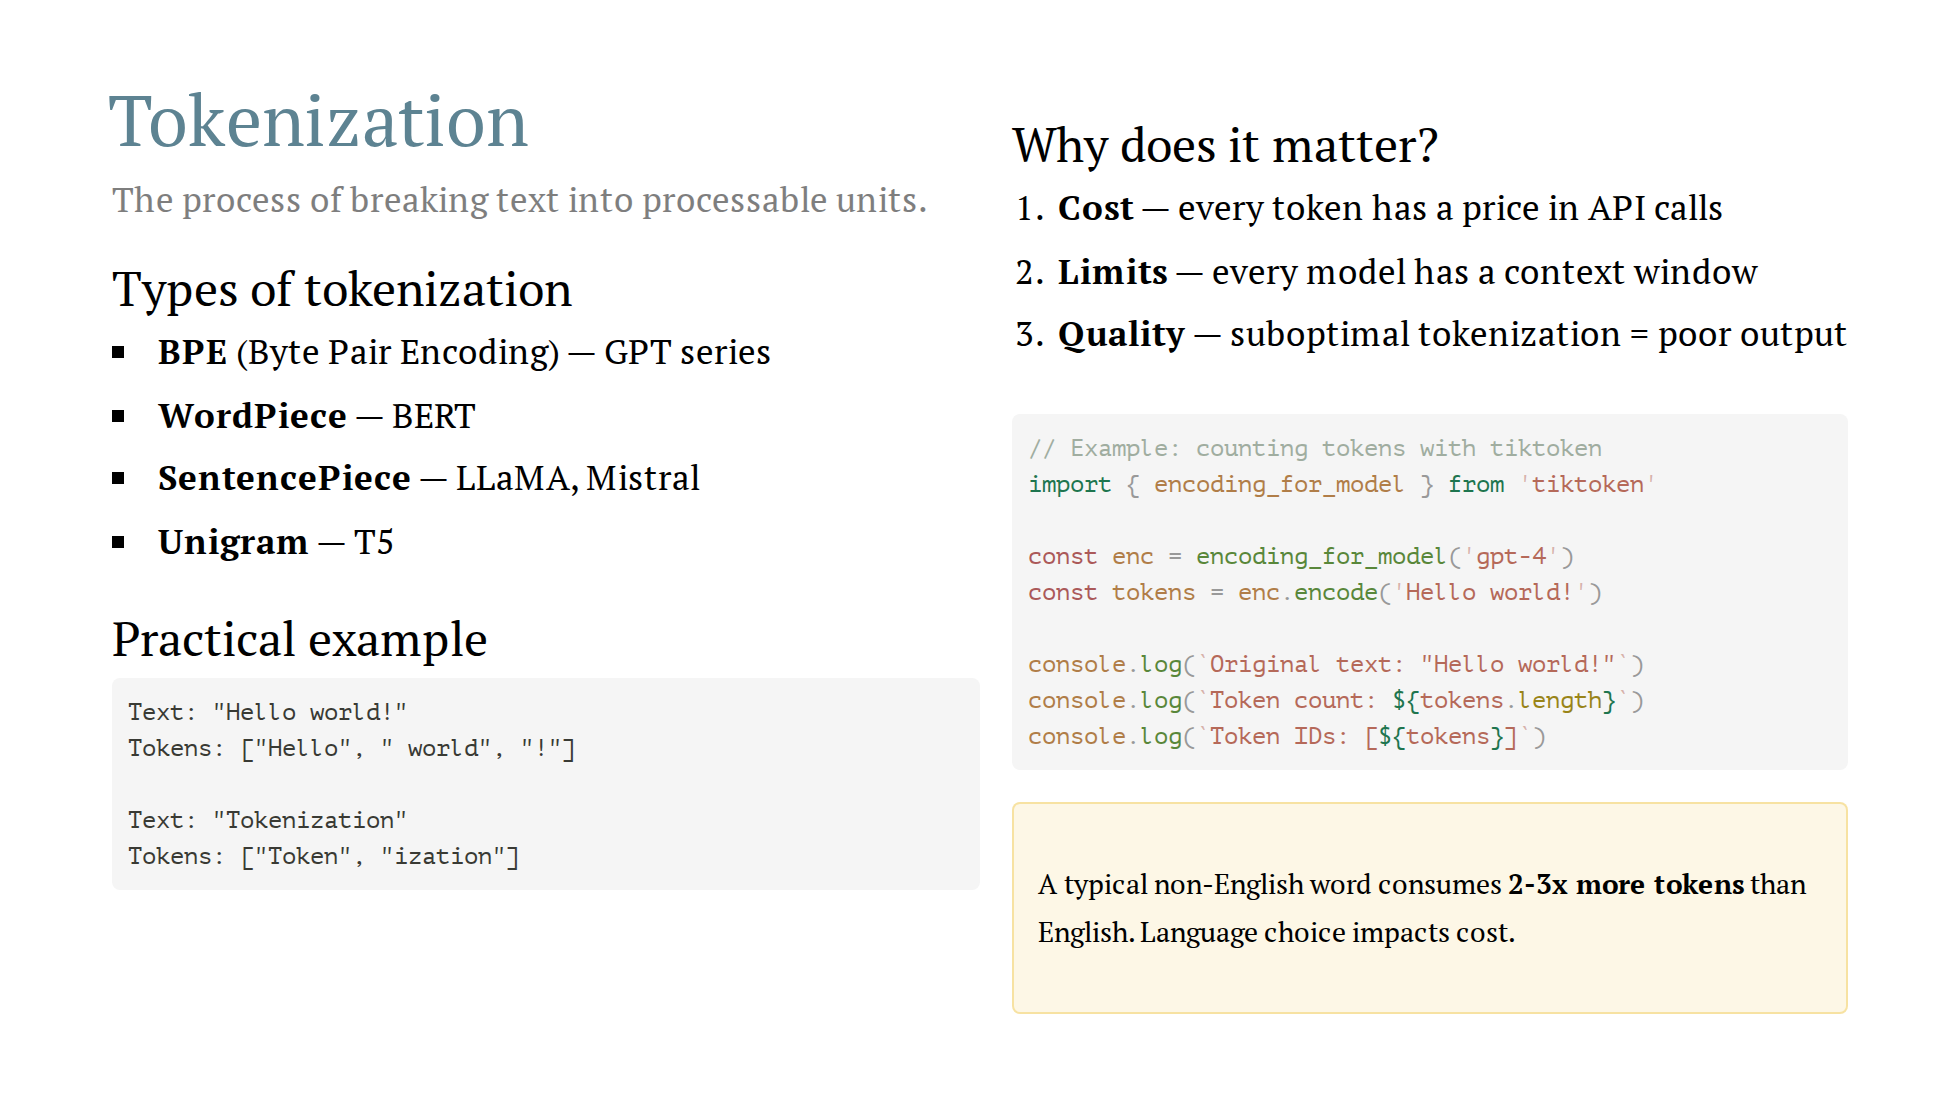 Tokenization
The process of breaking text into processable units.
Types of tokenization
▪ BPE (Byte Pair Encoding) — GPT series
▪ WordPiece — BERT
▪ SentencePiece — LLaMA, Mistral
▪ Unigram — T5
Practical example
Text: "Hello world!"
Tokens: ["Hello", " world", "!"]
Text: "Tokenization"
Tokens: ["Token", "ization"]
Why does it matter?
1. Cost — every token has a price in API calls
2. Limits — every model has a context window
3. Quality — suboptimal tokenization = poor output
// Example: counting tokens with tiktoken
import { encoding_for_model } from 'tiktoken'
const enc = encoding_for_model('gpt-4')
const tokens = enc.encode('Hello world!')
console.log(`Original text: "Hello world!"`)
console.log(`Token count: ${tokens.length}`)
console.log(`Token IDs: [${tokens}]`)
A typical non-English word consumes 2-3x more tokens than
English. Language choice impacts cost.